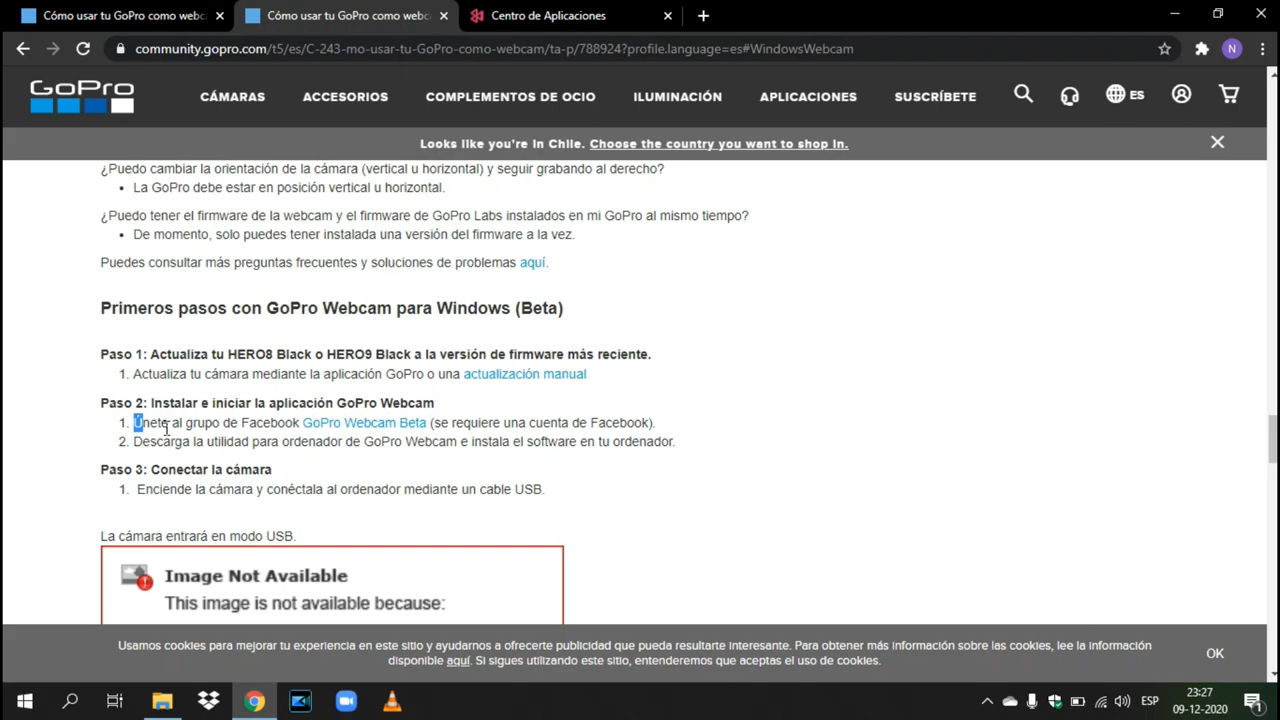 Cómo usar tu GoPro como webc
Cómo usar tu GoPro como webc
Centro de Aplicaciones
community.gopro.com/t5/es/C-243-mo-usar-tu-GoPro-como-webcam/ta-p/788924?profile.language=es#WindowsWebcam
N
GoPro
CÁMARAS
ACCESORIOS
COMPLEMENTOS DE OCIO
ILUMINACIÓN
APLICACIONES
SUSCRÍBETE
ES
Looks like you're in Chile. Choose the country you want to shop in.
¿Puedo cambiar la orientación de la cámara (vertical u horizontal) y seguir grabando al derecho?
• La GoPro debe estar en posición vertical u horizontal.
¿Puedo tener el firmware de la webcam y el firmware de GoPro Labs instalados en mi GoPro al mismo tiempo?
• De momento, solo puedes tener instalada una versión del firmware a la vez.
Puedes consultar más preguntas frecuentes y soluciones de problemas aquí.
Primeros pasos con GoPro Webcam para Windows (Beta)
Paso 1: Actualiza tu HERO8 Black o HERO9 Black a la versión de firmware más reciente.
1. Actualiza tu cámara mediante la aplicación GoPro o una actualización manual
Paso 2: Instalar e iniciar la aplicación GoPro Webcam
1. Únete al grupo de Facebook GoPro Webcam Beta (se requiere una cuenta de Facebook).
2. Descarga la utilidad para ordenador de GoPro Webcam e instala el software en tu ordenador.
Paso 3: Conectar la cámara
1. Enciende la cámara y conéctala al ordenador mediante un cable USB.
La cámara entrará en modo USB.
Image Not Available
This image is not available because:
Usamos cookies para mejorar tu experiencia en este sitio y ayudarnos a ofrecerte publicidad que pueda resultarte interesante. Para obtener más información sobre las cookies, lee la información
disponible aquí. Si sigues utilizando este sitio, entenderemos que aceptas el uso de cookies.
OK
ESP
23:27
09-12-2020
1